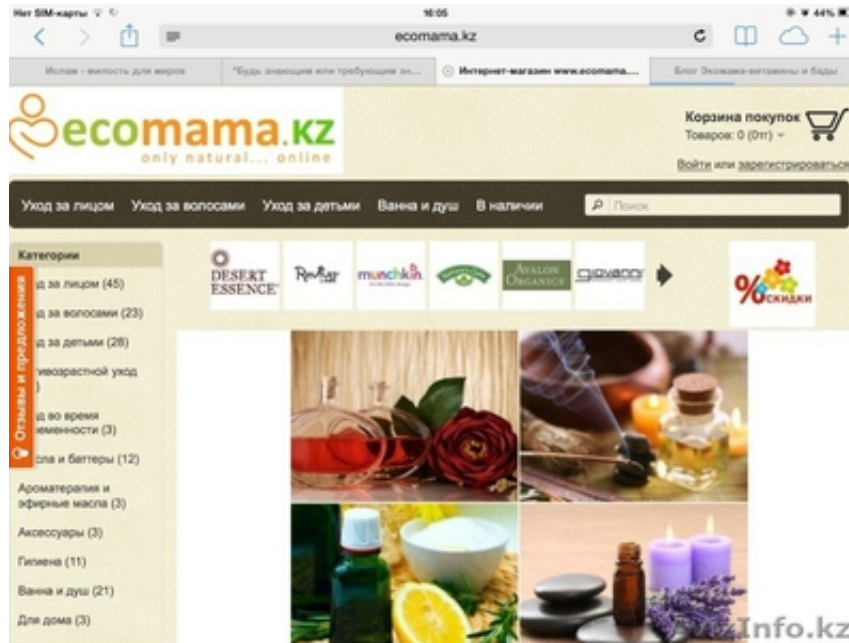 Нет SIM-карты
16:05
44%
ecomama.kz
Ислам - милость для миров
"Будь знающим или требующим зн...
Интернет-магазин www.ecomama....
Блог Экомама-витамины и бады
ecomama.kz
only natural... online
Корзина покупок
Товаров: 0 (0тг)
Войти или зарегистрироваться
Уход за лицом Уход за волосами Уход за детьми Ванна и душ В наличии
Поиск
Категории
DESERT
ESSENCE
munchkin
AVALON
ORGANICS
giovanni
% скидки
Отзывы и предложения
за лицом (45)
за волосами (23)
за детьми (28)
уход
во время
(3)
и баттеры (12)
Ароматерапия и
эфирные масла (3)
Аксессуары (3)
Гигиена (11)
Ванна и душ (21)
Для дома (3)
Info.kz